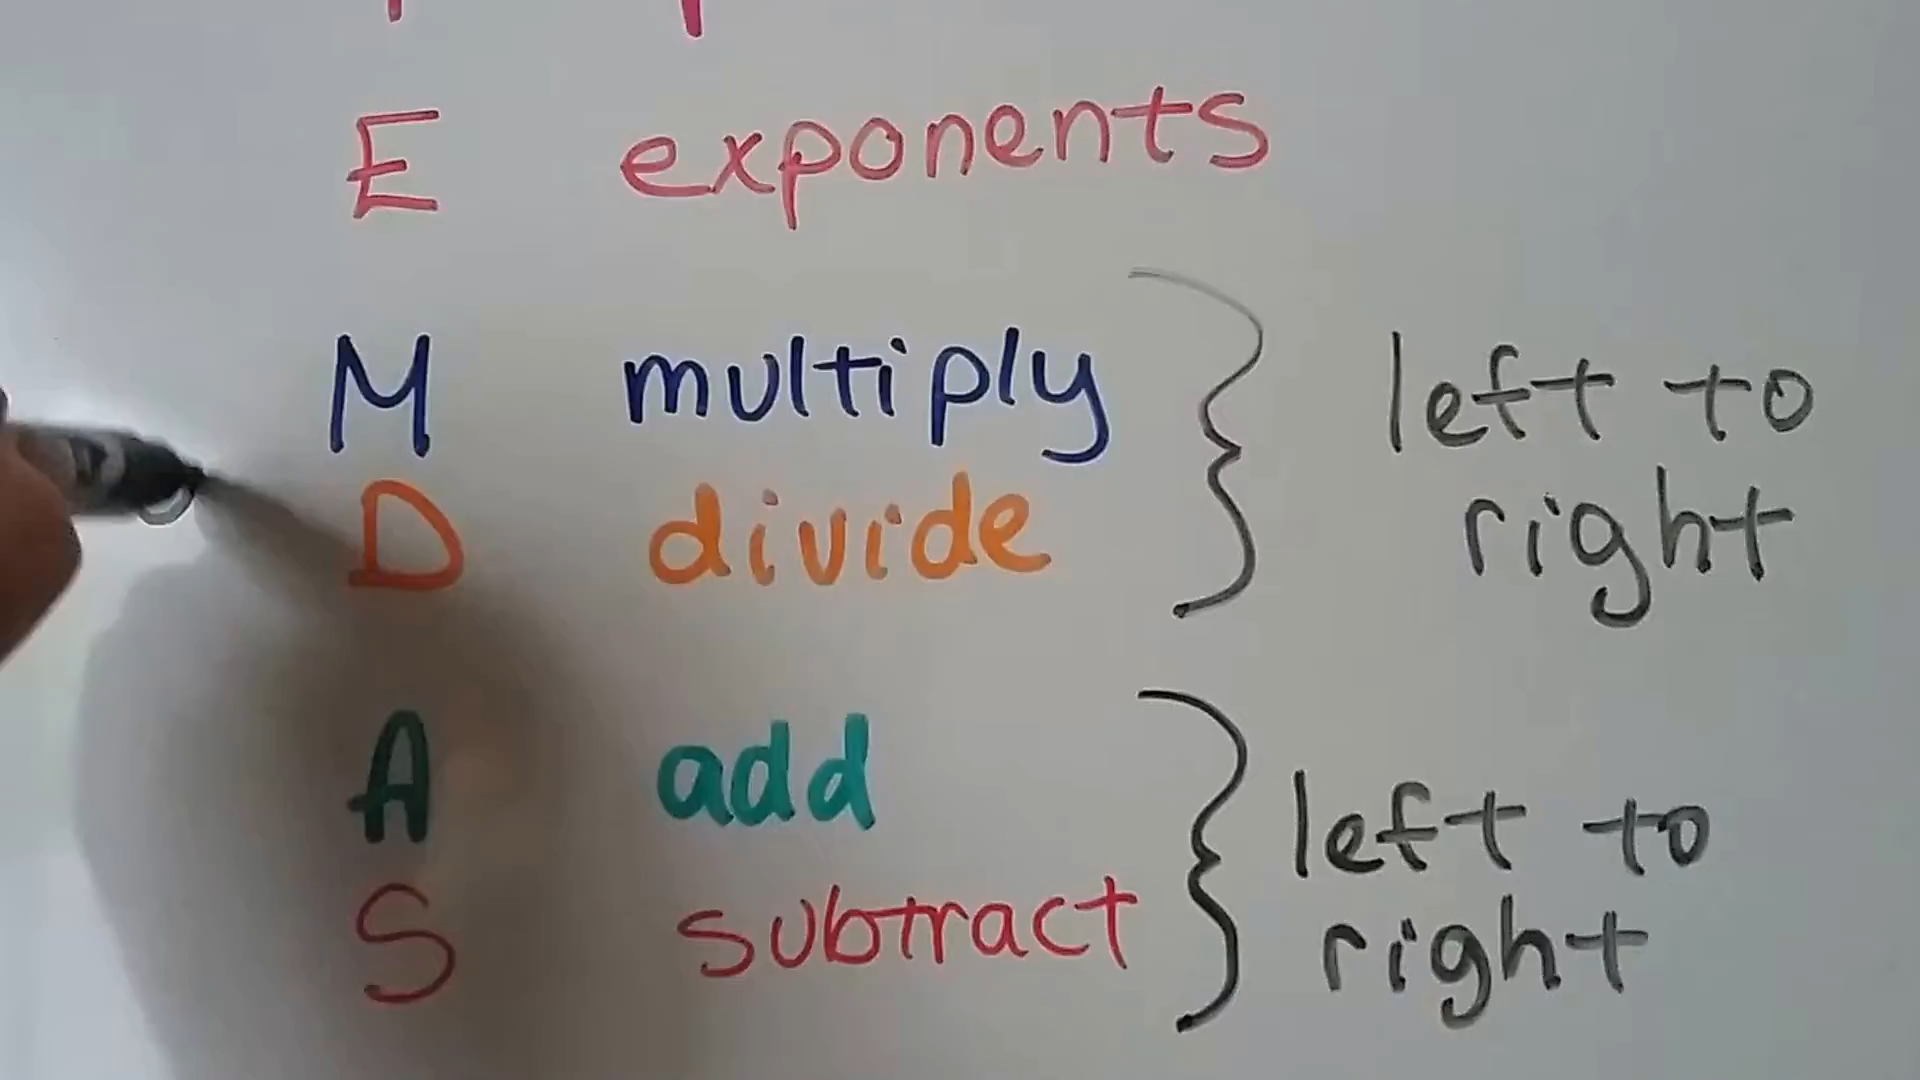 E exponents
M multiply left to
D divide right
A add left to
S subtract right